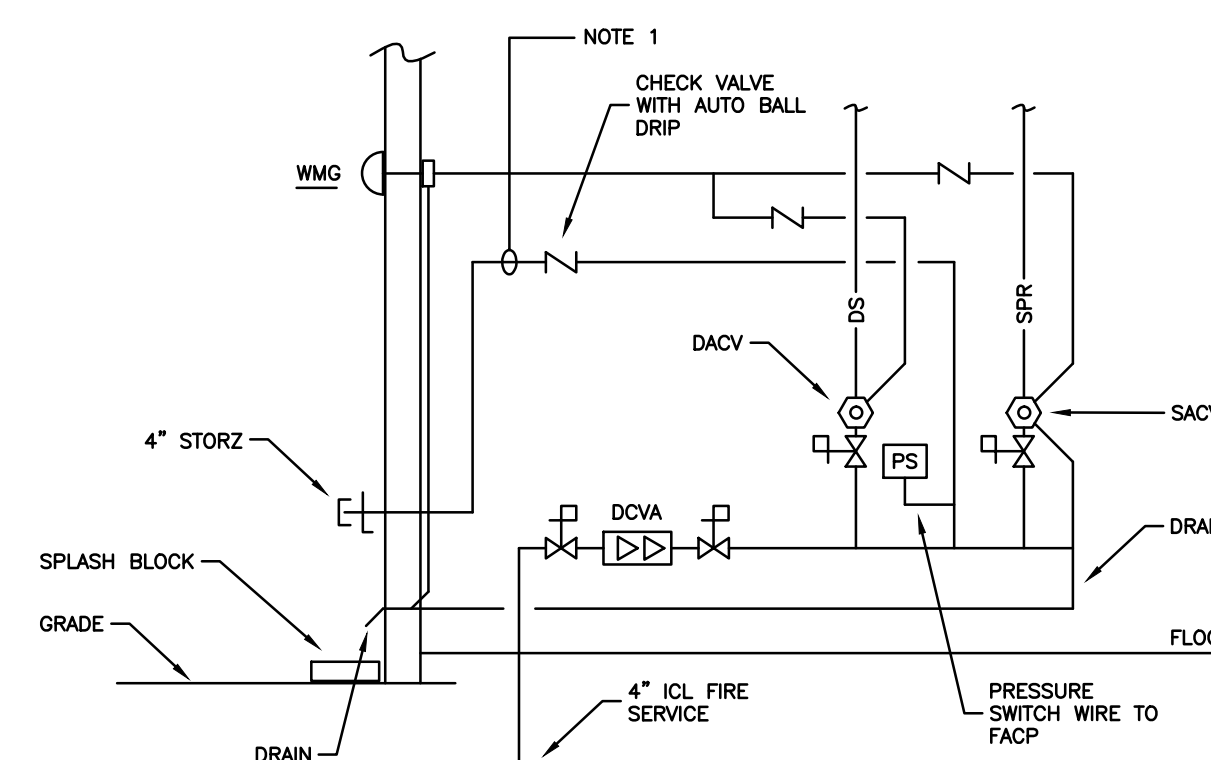 NOTE 1
CHECK VALVE
WITH AUTO BALL
DRIP
WMG
DS
SPR
DACV
4" STORZ
PS
DCVA
SPLASH BLOCK
GRADE
4" ICL FIRE
SERVICE
PRESSURE
SWITCH WIRE TO
FACP
DRAIN